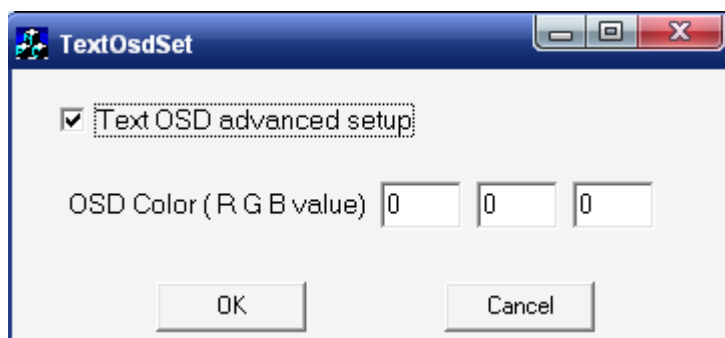 TextOsdSet
Text OSD advanced setup
OSD Color ( R G B value) 0 0 0
OK Cancel